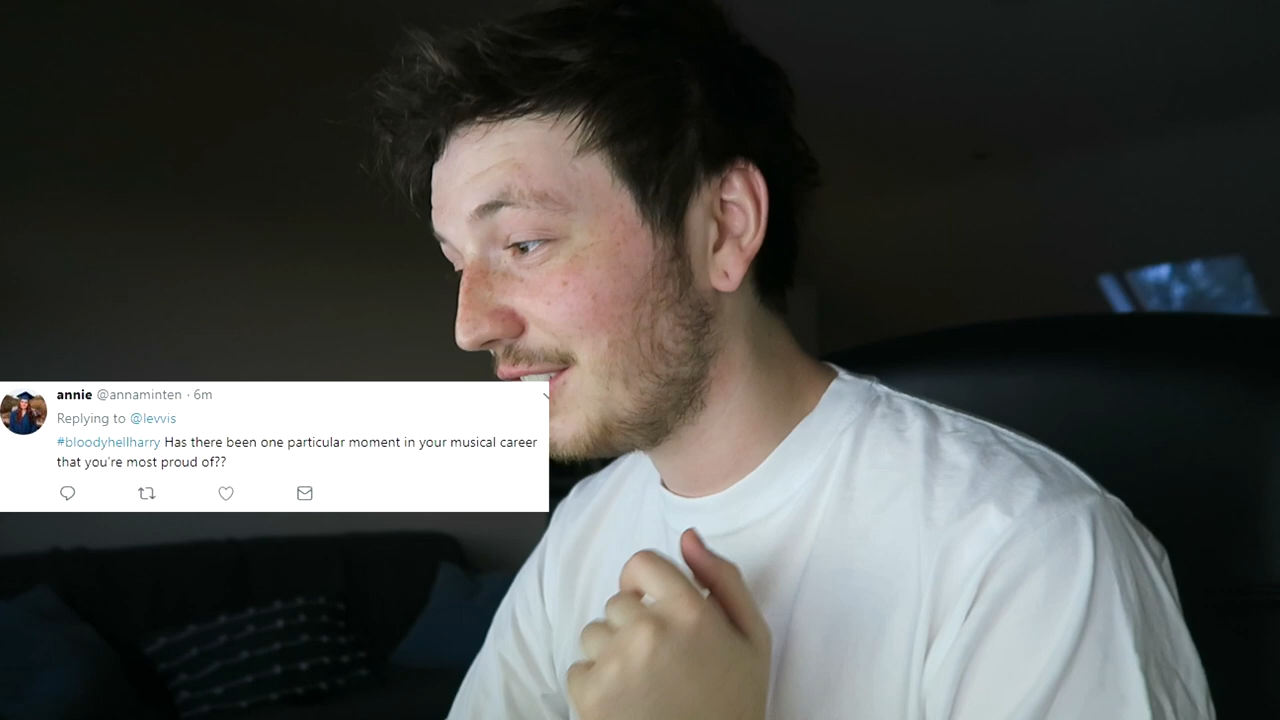 annie @annaminten · 6m
Replying to @levvis
#bloodyhellharry Has there been one particular moment in your musical career
that you're most proud of??